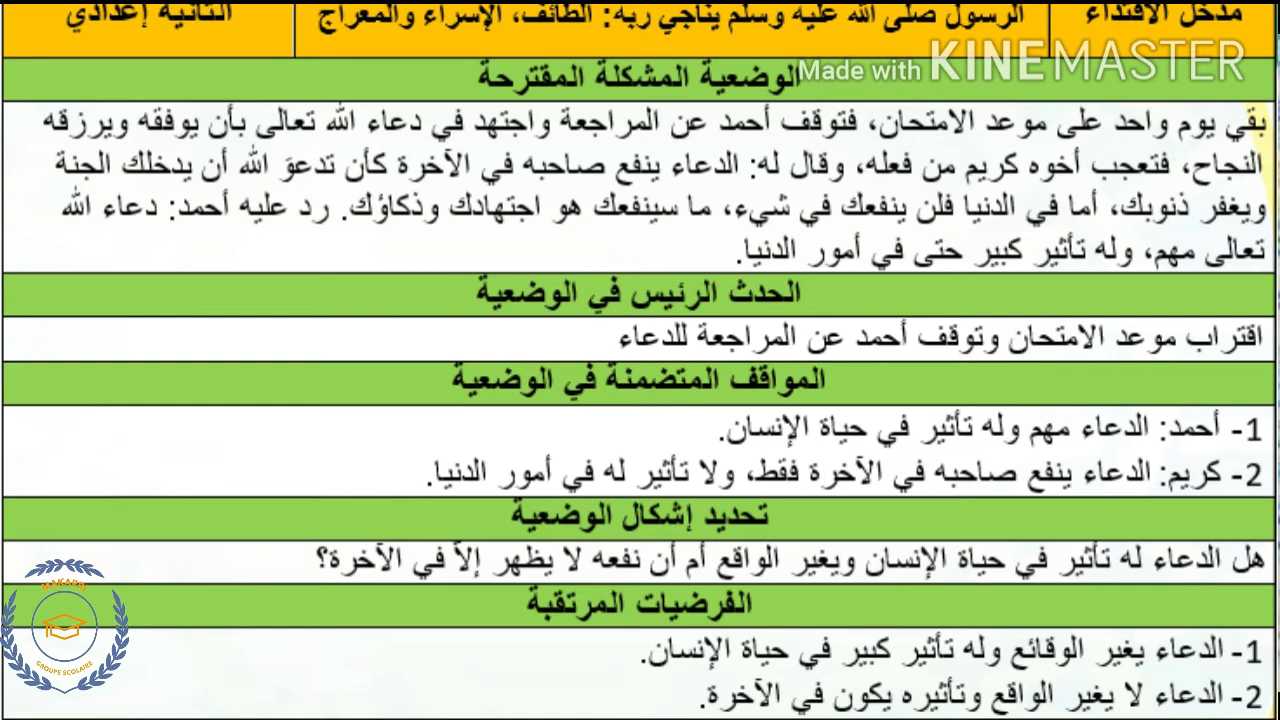 مدخل الاقتداء
الرسول صلى الله عليه وسلم يناجي ربه: الطائف، الإسراء والمعراج
الثانية إعدادي
Made with KINEMASTER
الوضعية المشكلة المقترحة
بقي يوم واحد على موعد الامتحان، فتوقف أحمد عن المراجعة واجتهد في دعاء الله تعالى بأن يوفقه ويرزقه
النجاح، فتعجب أخوه كريم من فعله، وقال له: الدعاء ينفع صاحبه في الآخرة كأن تدعوَ الله أن يدخلك الجنة
ويغفر ذنوبك، أما في الدنيا فلن ينفعك في شيء، ما سينفعك هو اجتهادك وذكاؤك. رد عليه أحمد: دعاء الله
تعالى مهم، وله تأثير كبير حتى في أمور الدنيا.
الحدث الرئيس في الوضعية
اقتراب موعد الامتحان وتوقف أحمد عن المراجعة للدعاء
المواقف المتضمنة في الوضعية
1- أحمد: الدعاء مهم وله تأثير في حياة الإنسان.
2- كريم: الدعاء ينفع صاحبه في الآخرة فقط، ولا تأثير له في أمور الدنيا.
تحديد إشكال الوضعية
هل الدعاء له تأثير في حياة الإنسان ويغير الواقع أم أن نفعه لا يظهر إلاّ في الآخرة؟
الفرضيات المرتقبة
1- الدعاء يغير الوقائع وله تأثير كبير في حياة الإنسان.
2- الدعاء لا يغير الواقع وتأثيره يكون في الآخرة.
GROUPE SCOLAIRE